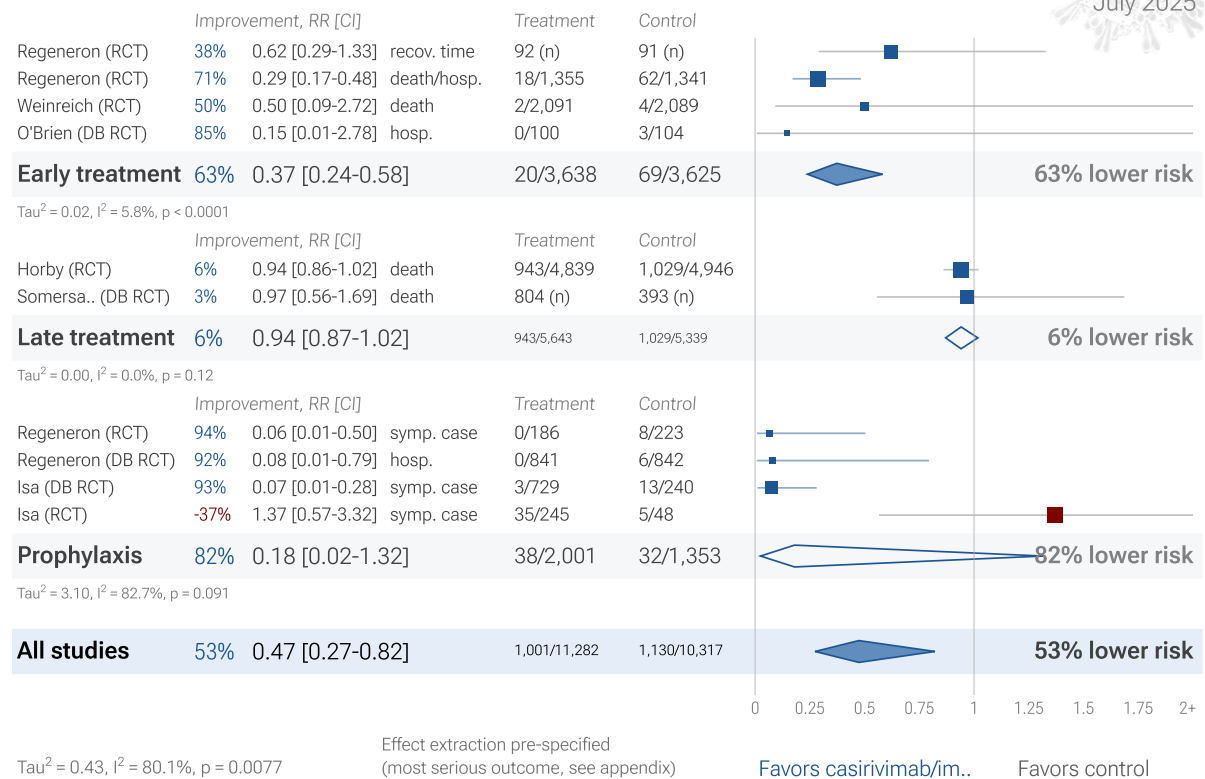 July 2025
Improvement, RR [CI] Treatment Control
Regeneron (RCT) 38% 0.62 [0.29-1.33] recov. time 92 (n) 91 (n)
Regeneron (RCT) 71% 0.29 [0.17-0.48] death/hosp. 18/1,355 62/1,341
Weinreich (RCT) 50% 0.50 [0.09-2.72] death 2/2,091 4/2,089
O'Brien (DB RCT) 85% 0.15 [0.01-2.78] hosp. 0/100 3/104
Early treatment 63% 0.37 [0.24-0.58] 20/3,638 69/3,625 63% lower risk
Tau² = 0.02, I² = 5.8%, p < 0.0001
Improvement, RR [CI] Treatment Control
Horby (RCT) 6% 0.94 [0.86-1.02] death 943/4,839 1,029/4,946
Somersa.. (DB RCT) 3% 0.97 [0.56-1.69] death 804 (n) 393 (n)
Late treatment 6% 0.94 [0.87-1.02] 943/5,643 1,029/5,339 6% lower risk
Tau² = 0.00, I² = 0.0%, p = 0.12
Improvement, RR [CI] Treatment Control
Regeneron (RCT) 94% 0.06 [0.01-0.50] symp. case 0/186 8/223
Regeneron (DB RCT) 92% 0.08 [0.01-0.79] hosp. 0/841 6/842
Isa (DB RCT) 93% 0.07 [0.01-0.28] symp. case 3/729 13/240
Isa (RCT) -37% 1.37 [0.57-3.32] symp. case 35/245 5/48
Prophylaxis 82% 0.18 [0.02-1.32] 38/2,001 32/1,353 82% lower risk
Tau² = 3.10, I² = 82.7%, p = 0.091
All studies 53% 0.47 [0.27-0.82] 1,001/11,282 1,130/10,317 53% lower risk
0 0.25 0.5 0.75 1 1.25 1.5 1.75 2+
Effect extraction pre-specified
Tau² = 0.43, I² = 80.1%, p = 0.0077 (most serious outcome, see appendix) Favors casirivimab/im.. Favors control